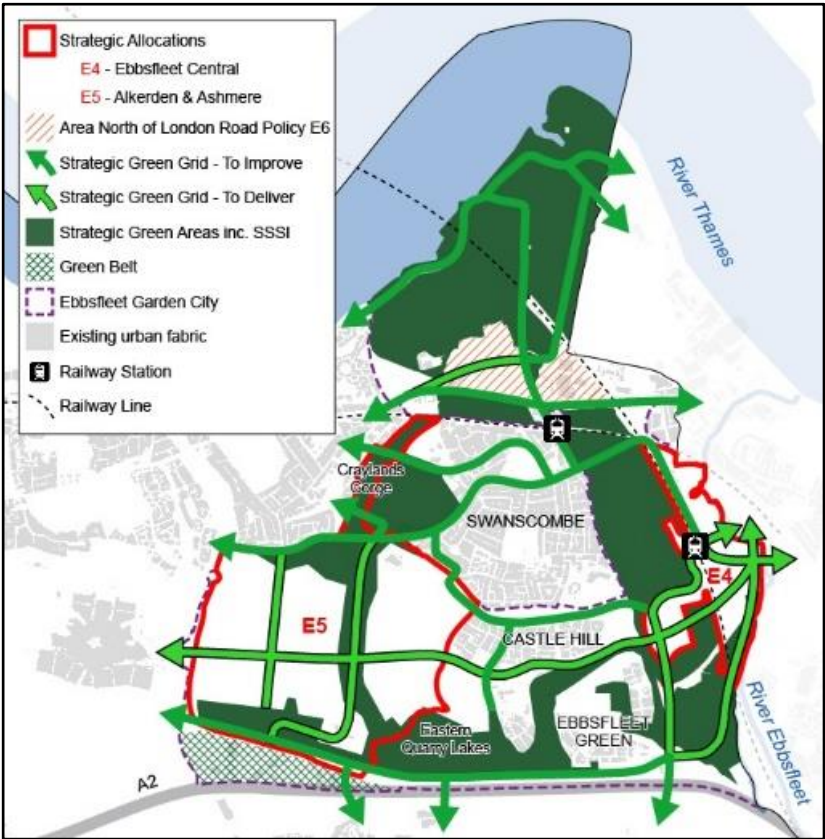 Strategic Allocations
E4 - Ebbsfleet Central
E5 - Alkerden & Ashmere
Area North of London Road Policy E6
Strategic Green Grid - To Improve
Strategic Green Grid - To Deliver
Strategic Green Areas inc. SSSI
Green Belt
Ebbsfleet Garden City
Existing urban fabric
Railway Station
Railway Line
River Thames
Craylands
Gorge
SWANSCOMBE
E4
E5
CASTLE HILL
EBBSFLEET
GREEN
Eastern
Quarry Lakes
River Ebbsfleet
A2